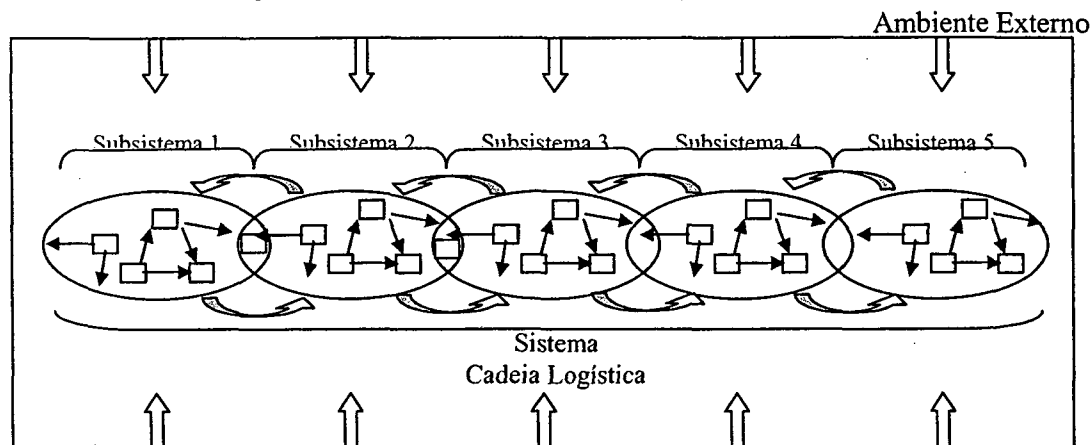 Ambiente Externo
Subsistema 1 Subsistema 2 Subsistema 3 Subsistema 4 Subsistema 5
Sistema
Cadeia Logística